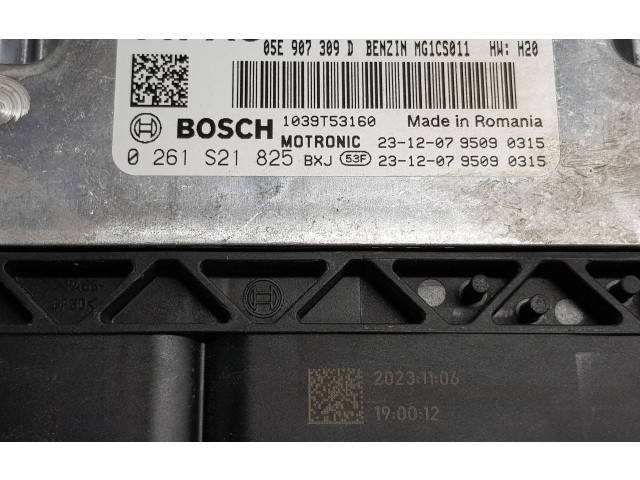 05E 907 309 D BENZIN MG1CS011 HW: H20
1039T53160 Made in Romania
BOSCH
MOTRONIC 23-12-07 9509 0315
0 261 S21 825 BXJ 53F 23-12-07 9509 0315
2023:11:06
19:00:12